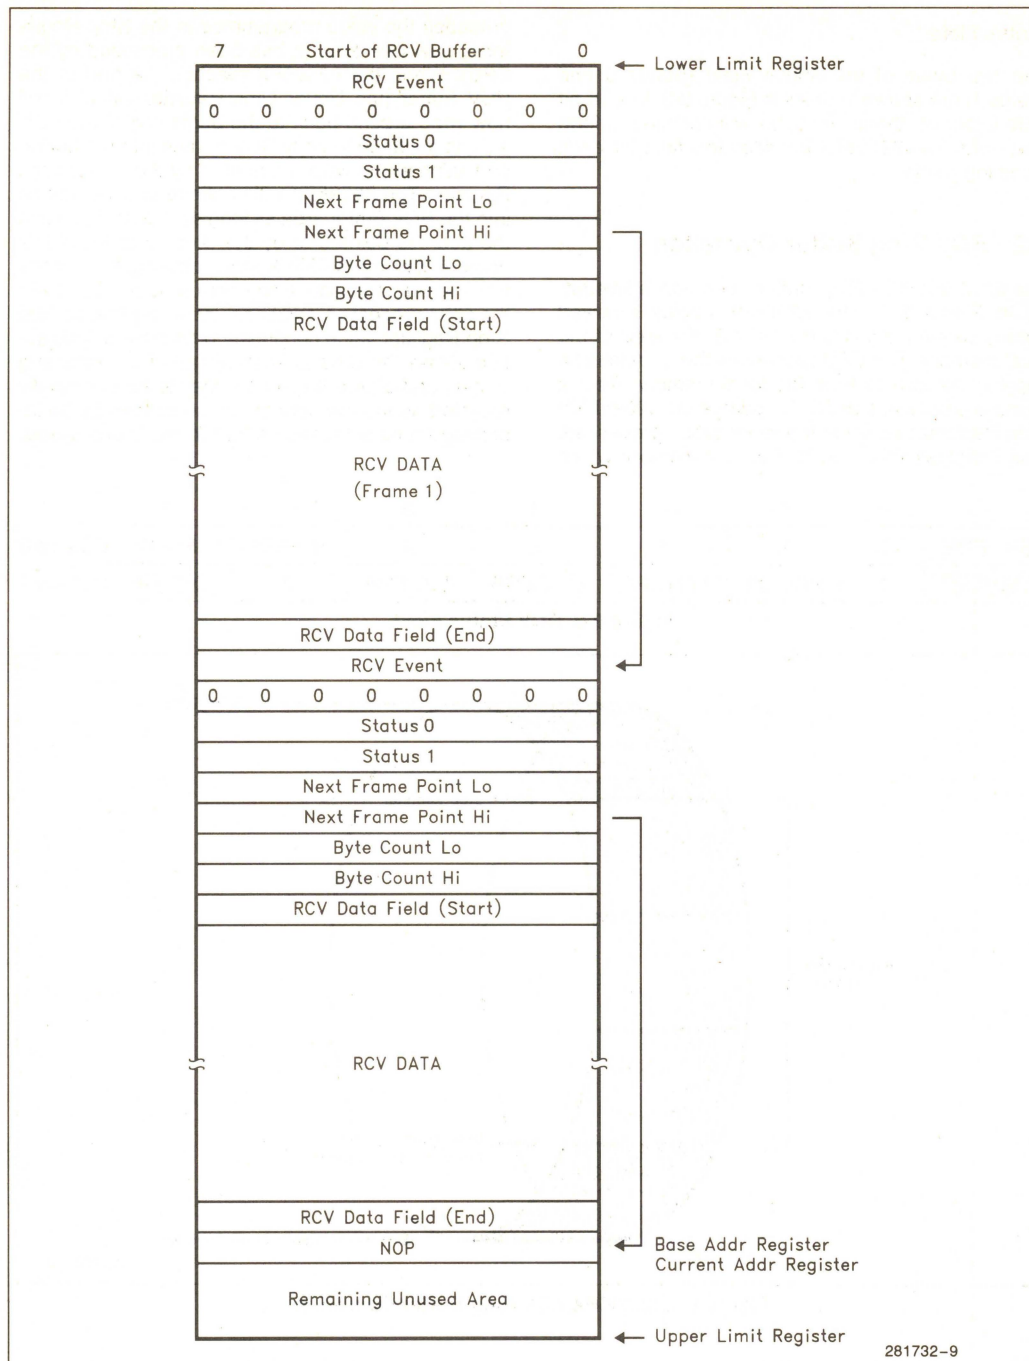 7 Start of RCV Buffer 0
Lower Limit Register
RCV Event
0 0 0 0 0 0 0 0
Status 0
Status 1
Next Frame Point Lo
Next Frame Point Hi
Byte Count Lo
Byte Count Hi
RCV Data Field (Start)
RCV DATA
(Frame 1)
RCV Data Field (End)
RCV Event
0 0 0 0 0 0 0 0
Status 0
Status 1
Next Frame Point Lo
Next Frame Point Hi
Byte Count Lo
Byte Count Hi
RCV Data Field (Start)
RCV DATA
RCV Data Field (End)
NOP
Base Addr Register
Current Addr Register
Remaining Unused Area
Upper Limit Register
281732-9